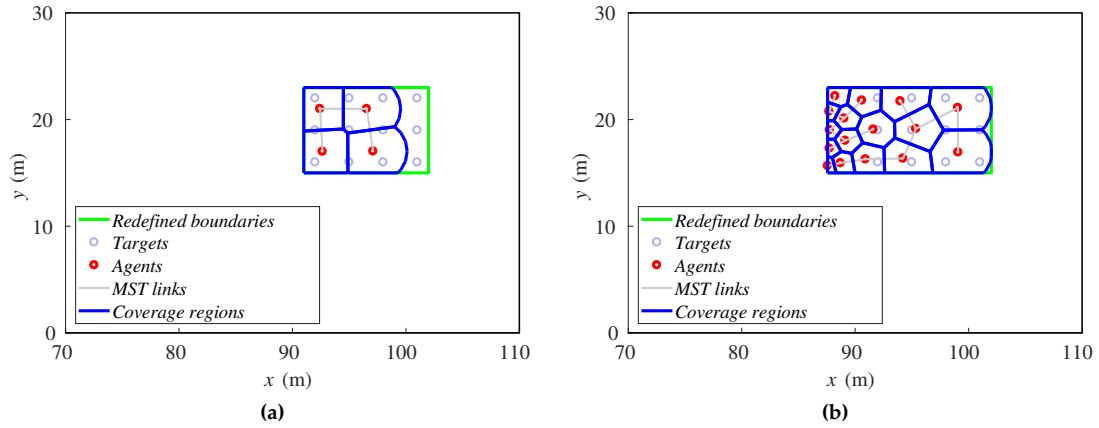 30
20
10
0
y (m)
Redefined boundaries
Targets
Agents
MST links
Coverage regions
70 80 90 100 110
x (m)
(a)
30
20
10
0
y (m)
Redefined boundaries
Targets
Agents
MST links
Coverage regions
70 80 90 100 110
x (m)
(b)